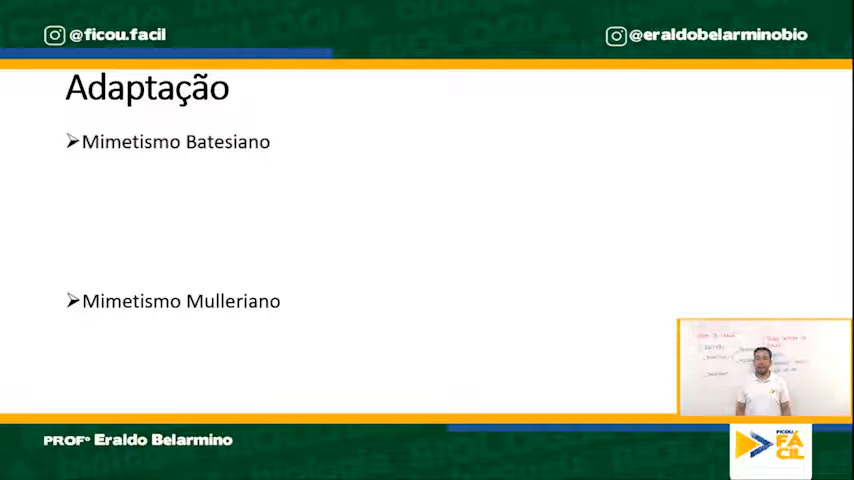 @ficou.facil
@eraldobelarminobio
Adaptação
➢Mimetismo Batesiano
➢Mimetismo Mulleriano
PROFº Eraldo Belarmino
FICOU
FÁ
CIL